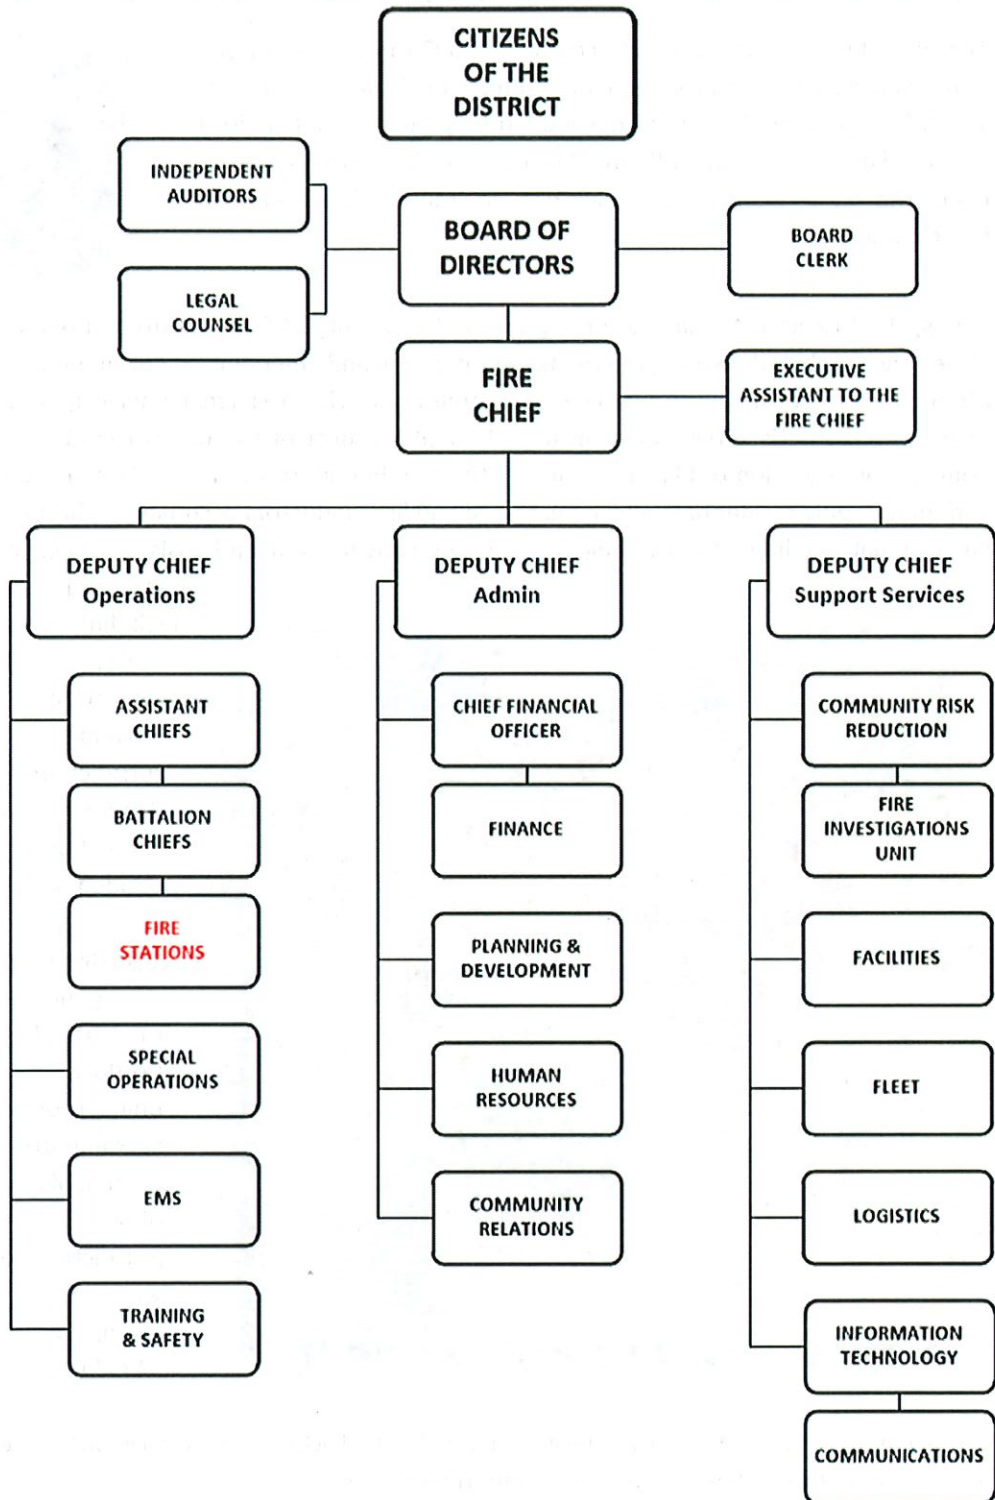 CITIZENS
OF THE
DISTRICT
INDEPENDENT
AUDITORS
BOARD OF
DIRECTORS
BOARD
CLERK
LEGAL
COUNSEL
FIRE
CHIEF
EXECUTIVE
ASSISTANT TO THE
FIRE CHIEF
DEPUTY CHIEF
Operations
DEPUTY CHIEF
Admin
DEPUTY CHIEF
Support Services
ASSISTANT
CHIEFS
BATTALION
CHIEFS
FIRE
STATIONS
SPECIAL
OPERATIONS
EMS
TRAINING
& SAFETY
CHIEF FINANCIAL
OFFICER
FINANCE
PLANNING &
DEVELOPMENT
HUMAN
RESOURCES
COMMUNITY
RELATIONS
COMMUNITY RISK
REDUCTION
FIRE
INVESTIGATIONS
UNIT
FACILITIES
FLEET
LOGISTICS
INFORMATION
TECHNOLOGY
COMMUNICATIONS